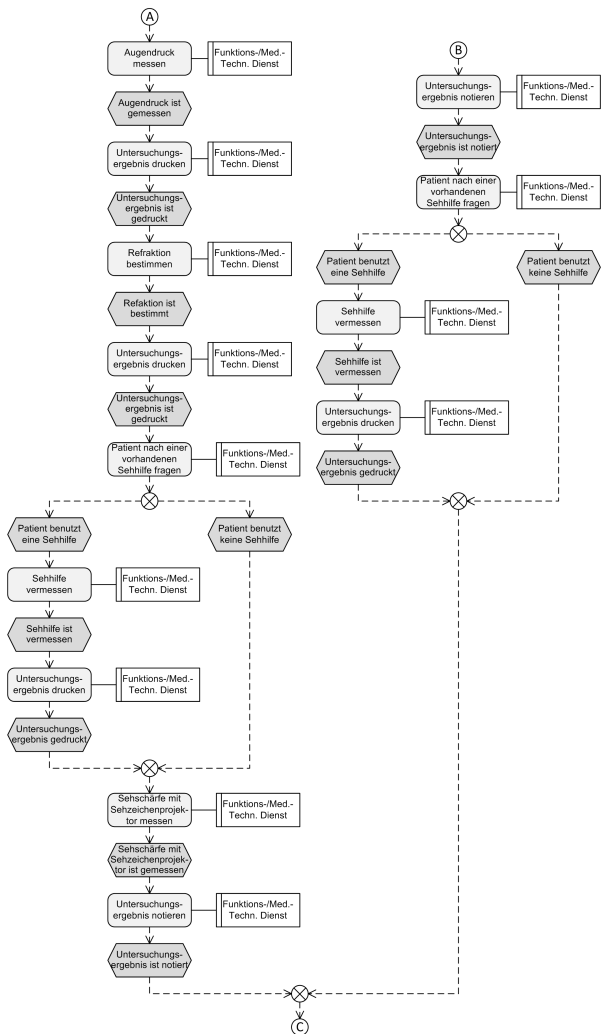 A
Augendruck
messen
Funktions-/Med.-
Techn. Dienst
Augendruck ist
gemessen
Untersuchungs-
ergebnis drucken
Funktions-/Med.-
Techn. Dienst
Untersuchungs-
ergebnis ist
gedruckt
Refraktion
bestimmen
Funktions-/Med.-
Techn. Dienst
Refaktion ist
bestimmt
Untersuchungs-
ergebnis drucken
Funktions-/Med.-
Techn. Dienst
Untersuchungs-
ergebnis ist
gedruckt
Patient nach einer
vorhandenen
Sehhilfe fragen
Funktions-/Med.-
Techn. Dienst
Patient benutzt
eine Sehhilfe
Patient benutzt
keine Sehhilfe
Sehhilfe
vermessen
Funktions-/Med.-
Techn. Dienst
Sehhilfe ist
vermessen
Untersuchungs-
ergebnis drucken
Funktions-/Med.-
Techn. Dienst
Untersuchungs-
ergebnis gedruckt
Sehschärfe mit
Sehzeichenprojek-
tor messen
Funktions-/Med.-
Techn. Dienst
Sehschärfe mit
Sehzeichenprojek-
tor ist gemessen
Untersuchungs-
ergebnis notieren
Funktions-/Med.-
Techn. Dienst
Untersuchungs-
ergebnis ist notiert
B
Untersuchungs-
ergebnis notieren
Funktions-/Med.-
Techn. Dienst
Untersuchungs-
ergebnis ist notiert
Patient nach einer
vorhandenen
Sehhilfe fragen
Funktions-/Med.-
Techn. Dienst
Patient benutzt
eine Sehhilfe
Patient benutzt
keine Sehhilfe
Sehhilfe
vermessen
Funktions-/Med.-
Techn. Dienst
Sehhilfe ist
vermessen
Untersuchungs-
ergebnis drucken
Funktions-/Med.-
Techn. Dienst
Untersuchungs-
ergebnis gedruckt
C